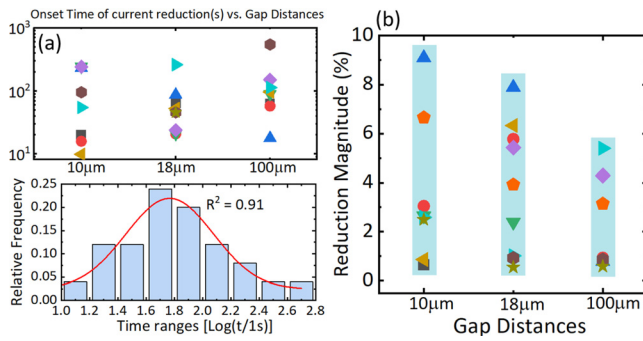 Onset Time of current reduction(s) vs. Gap Distances
(a)
10³
10²
10¹
10μm 18μm 100μm
Relative Frequency
0.25
0.20
0.15
0.10
0.05
0.00
R² = 0.91
1.0 1.2 1.4 1.6 1.8 2.0 2.2 2.4 2.6 2.8
Time ranges [Log(t/1s)]
(b)
Reduction Magnitude (%)
10
8
6
4
2
0
10μm 18μm 100μm
Gap Distances